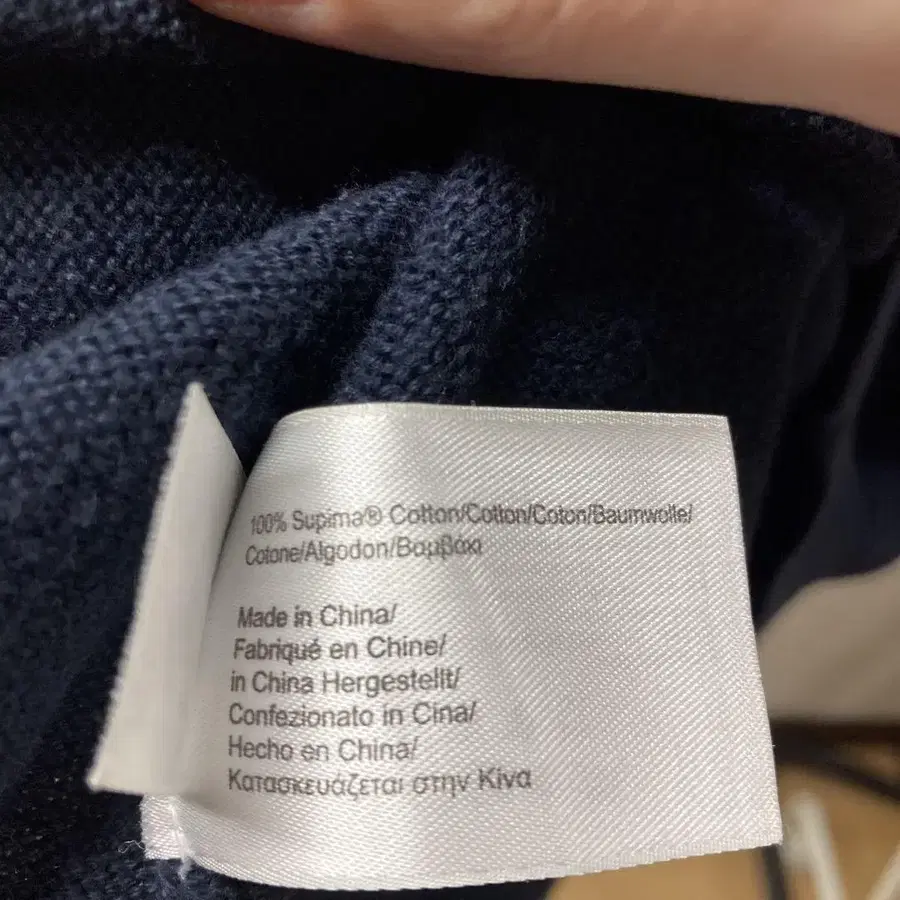 100% Supima® Cotton/Cotton/Coton/Baumwolle/
Cotone/Algodon/Βαμβακι
Made in China/
Fabriqué en Chine/
in China Hergestellt/
Confezionato in Cina/
Hecho en China/
Κατασκευάζεται στην Κίνα